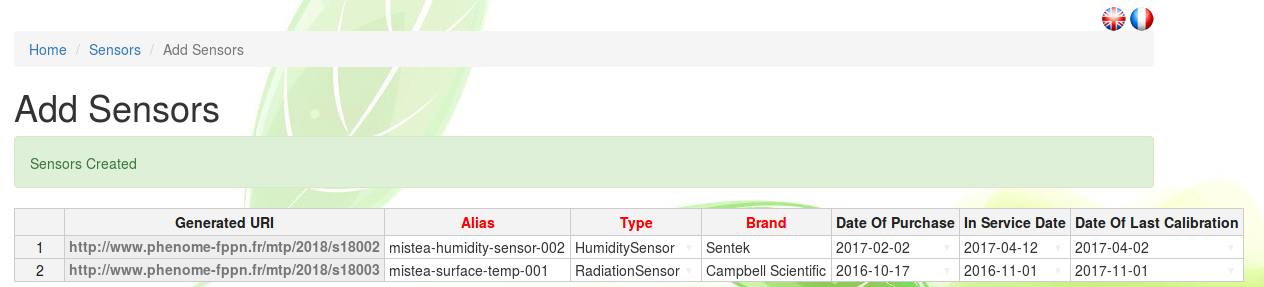 Home / Sensors / Add Sensors
Add Sensors
Sensors Created
Generated URI Alias Type Brand Date Of Purchase In Service Date Date Of Last Calibration
1 http://www.phenome-fppn.fr/mtp/2018/s18002 mistea-humidity-sensor-002 HumiditySensor Sentek 2017-02-02 2017-04-12 2017-04-02
2 http://www.phenome-fppn.fr/mtp/2018/s18003 mistea-surface-temp-001 RadiationSensor Campbell Scientific 2016-10-17 2016-11-01 2017-11-01